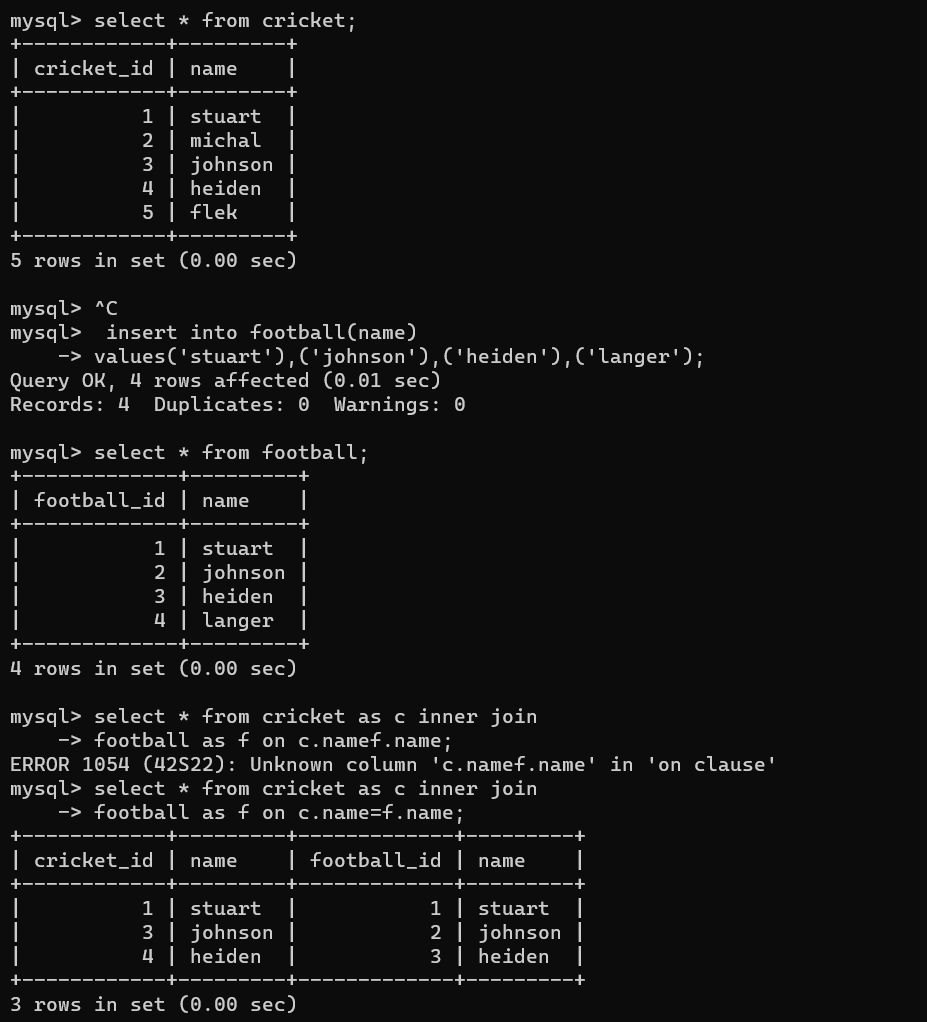 mysql> select * from cricket;
+------------+---------+
| cricket_id | name    |
+------------+---------+
|          1 | stuart  |
|          2 | michal  |
|          3 | johnson |
|          4 | heiden  |
|          5 | flek    |
+------------+---------+
5 rows in set (0.00 sec)

mysql> ^C
mysql>  insert into football(name)
    -> values('stuart'),('johnson'),('heiden'),('langer');
Query OK, 4 rows affected (0.01 sec)
Records: 4  Duplicates: 0  Warnings: 0

mysql> select * from football;
+-------------+---------+
| football_id | name    |
+-------------+---------+
|           1 | stuart  |
|           2 | johnson |
|           3 | heiden  |
|           4 | langer  |
+-------------+---------+
4 rows in set (0.00 sec)

mysql> select * from cricket as c inner join
    -> football as f on c.namef.name;
ERROR 1054 (42S22): Unknown column 'c.namef.name' in 'on clause'
mysql> select * from cricket as c inner join
    -> football as f on c.name=f.name;
+------------+---------+-------------+---------+
| cricket_id | name    | football_id | name    |
+------------+---------+-------------+---------+
|          1 | stuart  |           1 | stuart  |
|          3 | johnson |           2 | johnson |
|          4 | heiden  |           3 | heiden  |
+------------+---------+-------------+---------+
3 rows in set (0.00 sec)